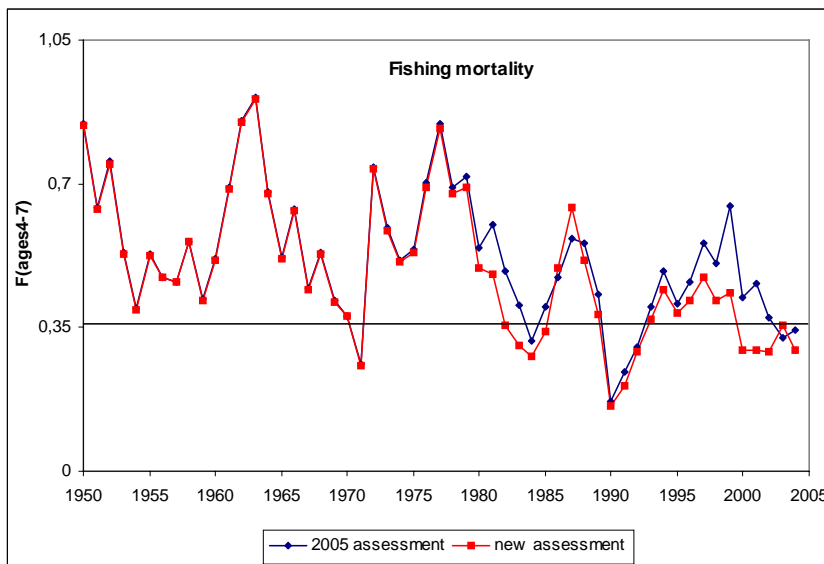 Fishing mortality
F(ages4-7)
1,05
0,7
0,35
0
1950 1955 1960 1965 1970 1975 1980 1985 1990 1995 2000 2005
2005 assessment new assessment